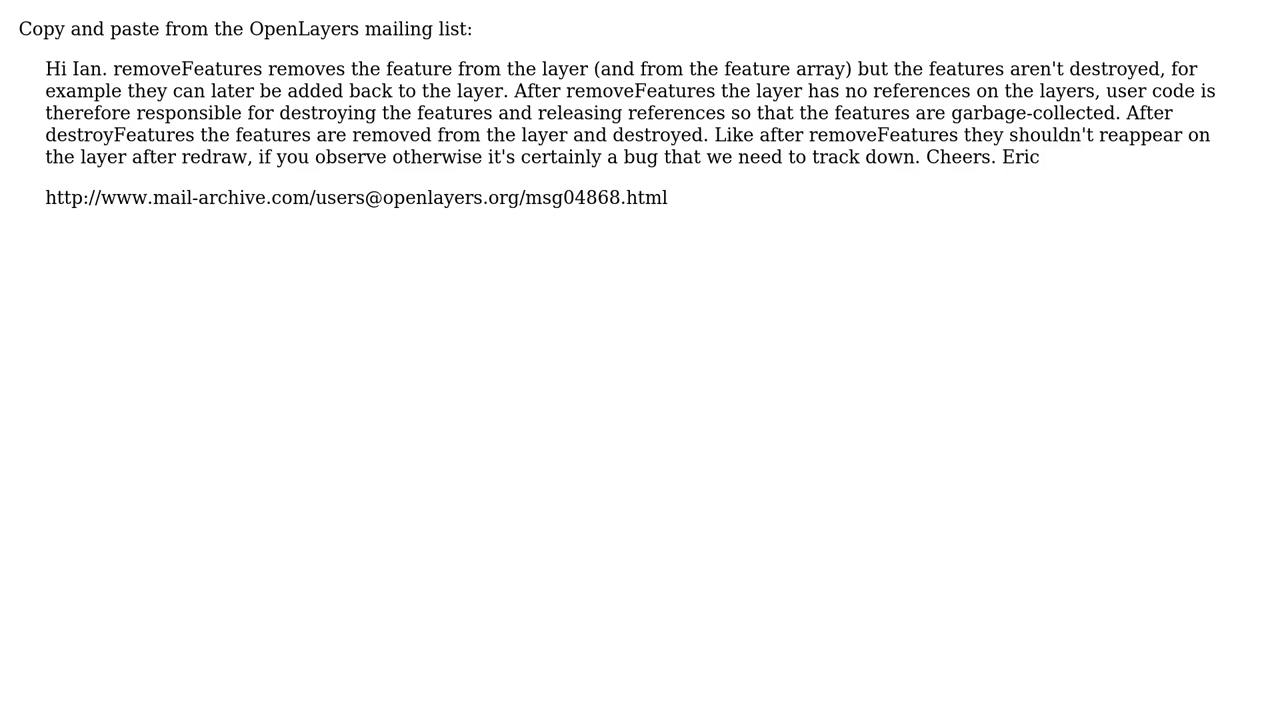 Copy and paste from the OpenLayers mailing list:
Hi Ian. removeFeatures removes the feature from the layer (and from the feature array) but the features aren't destroyed, for
example they can later be added back to the layer. After removeFeatures the layer has no references on the layers, user code is
therefore responsible for destroying the features and releasing references so that the features are garbage-collected. After
destroyFeatures the features are removed from the layer and destroyed. Like after removeFeatures they shouldn't reappear on
the layer after redraw, if you observe otherwise it's certainly a bug that we need to track down. Cheers. Eric
http://www.mail-archive.com/users@openlayers.org/msg04868.html